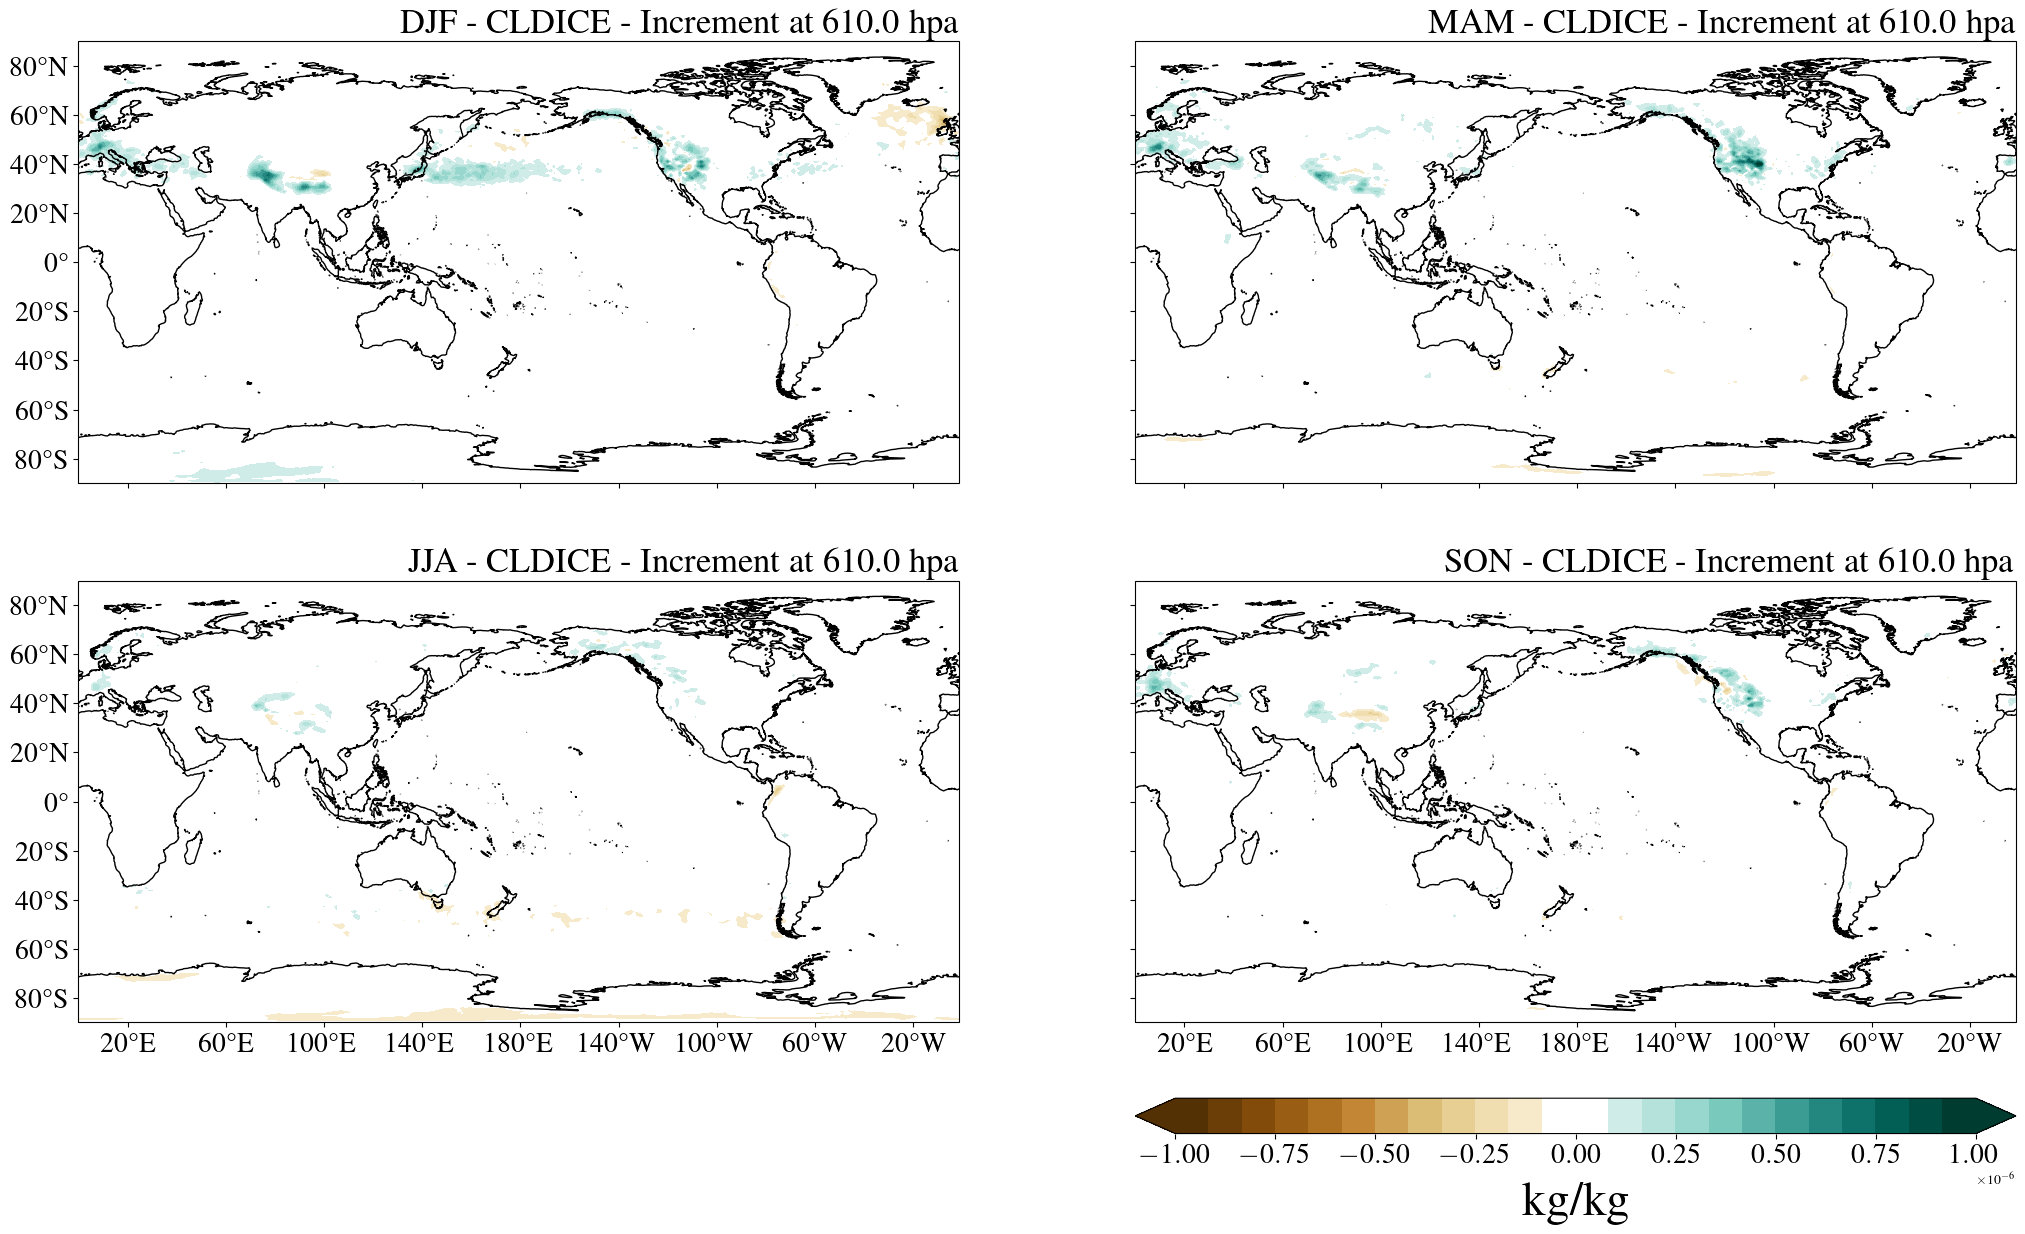 DJF - CLDICE - Increment at 610.0 hpa
MAM - CLDICE - Increment at 610.0 hpa
80°N
60°N
40°N
20°N
0°
20°S
40°S
60°S
80°S
JJA - CLDICE - Increment at 610.0 hpa
SON - CLDICE - Increment at 610.0 hpa
80°N
60°N
40°N
20°N
0°
20°S
40°S
60°S
80°S
20°E 60°E 100°E 140°E 180°E 140°W 100°W 60°W 20°W
20°E 60°E 100°E 140°E 180°E 140°W 100°W 60°W 20°W
−1.00 −0.75 −0.50 −0.25 0.00 0.25 0.50 0.75 1.00
×10⁻⁶
kg/kg